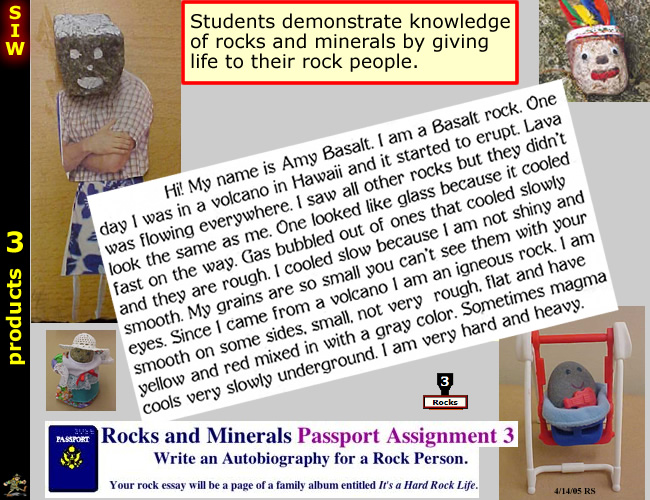 S
I
W
3
products
Students demonstrate knowledge
of rocks and minerals by giving
life to their rock people.
Hi! My name is Amy Basalt. I am a Basalt rock. One
day I was in a volcano in Hawaii and it started to erupt. Lava
was flowing everywhere. I saw all other rocks but they didn't
look the same as me. One looked like glass because it cooled
fast on the way. Gas bubbled out of ones that cooled slowly
and they are rough. I cooled slow because I am not shiny and
smooth. My grains are so small you can't see them with your
eyes. Since I came from a volcano I am an igneous rock. I am
smooth on some sides, small, not very rough, flat and have
yellow and red mixed in with a gray color. Sometimes magma
cools very slowly underground. I am very hard and heavy.
3
Rocks
PASSPORT
Rocks and Minerals Passport Assignment 3
Write an Autobiography for a Rock Person.
Your rock essay will be a page of a family album entitled It's a Hard Rock Life.
4/14/05 RS